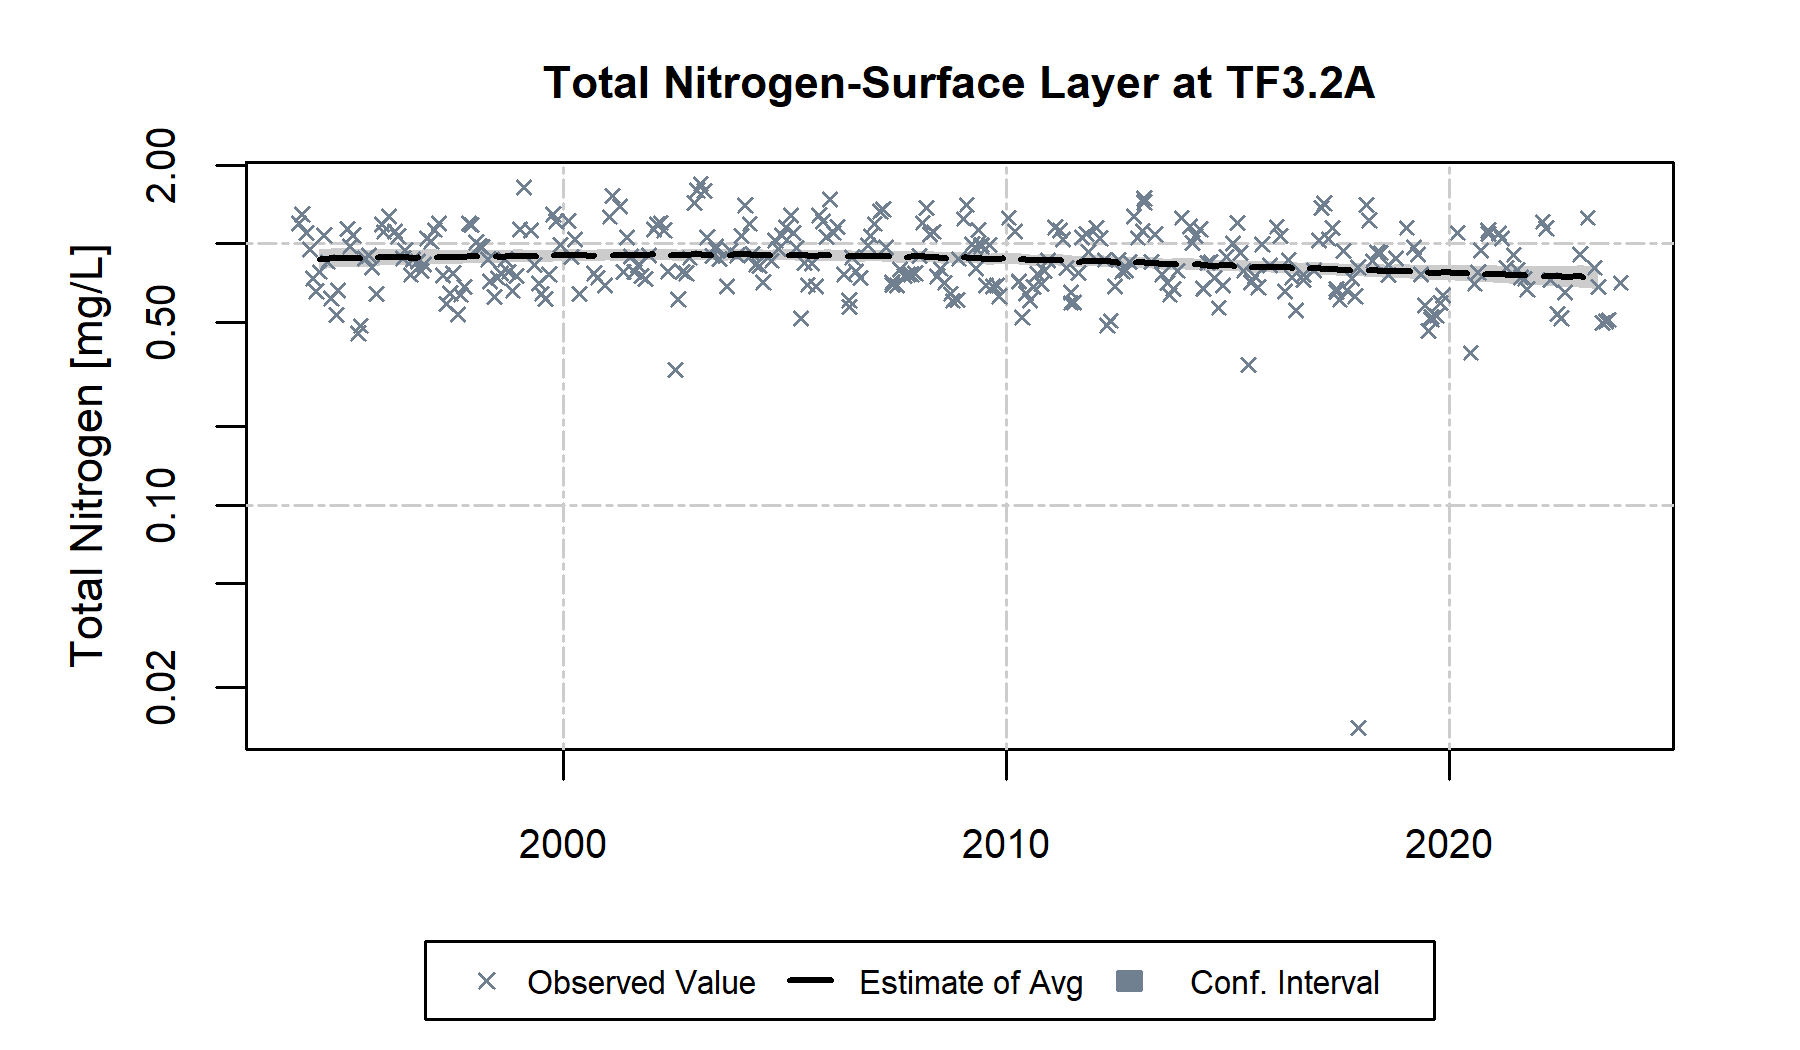 Total Nitrogen-Surface Layer at TF3.2A
Total Nitrogen [mg/L]
2.00
0.50
0.10
0.02
2000 2010 2020
Observed Value Estimate of Avg Conf. Interval